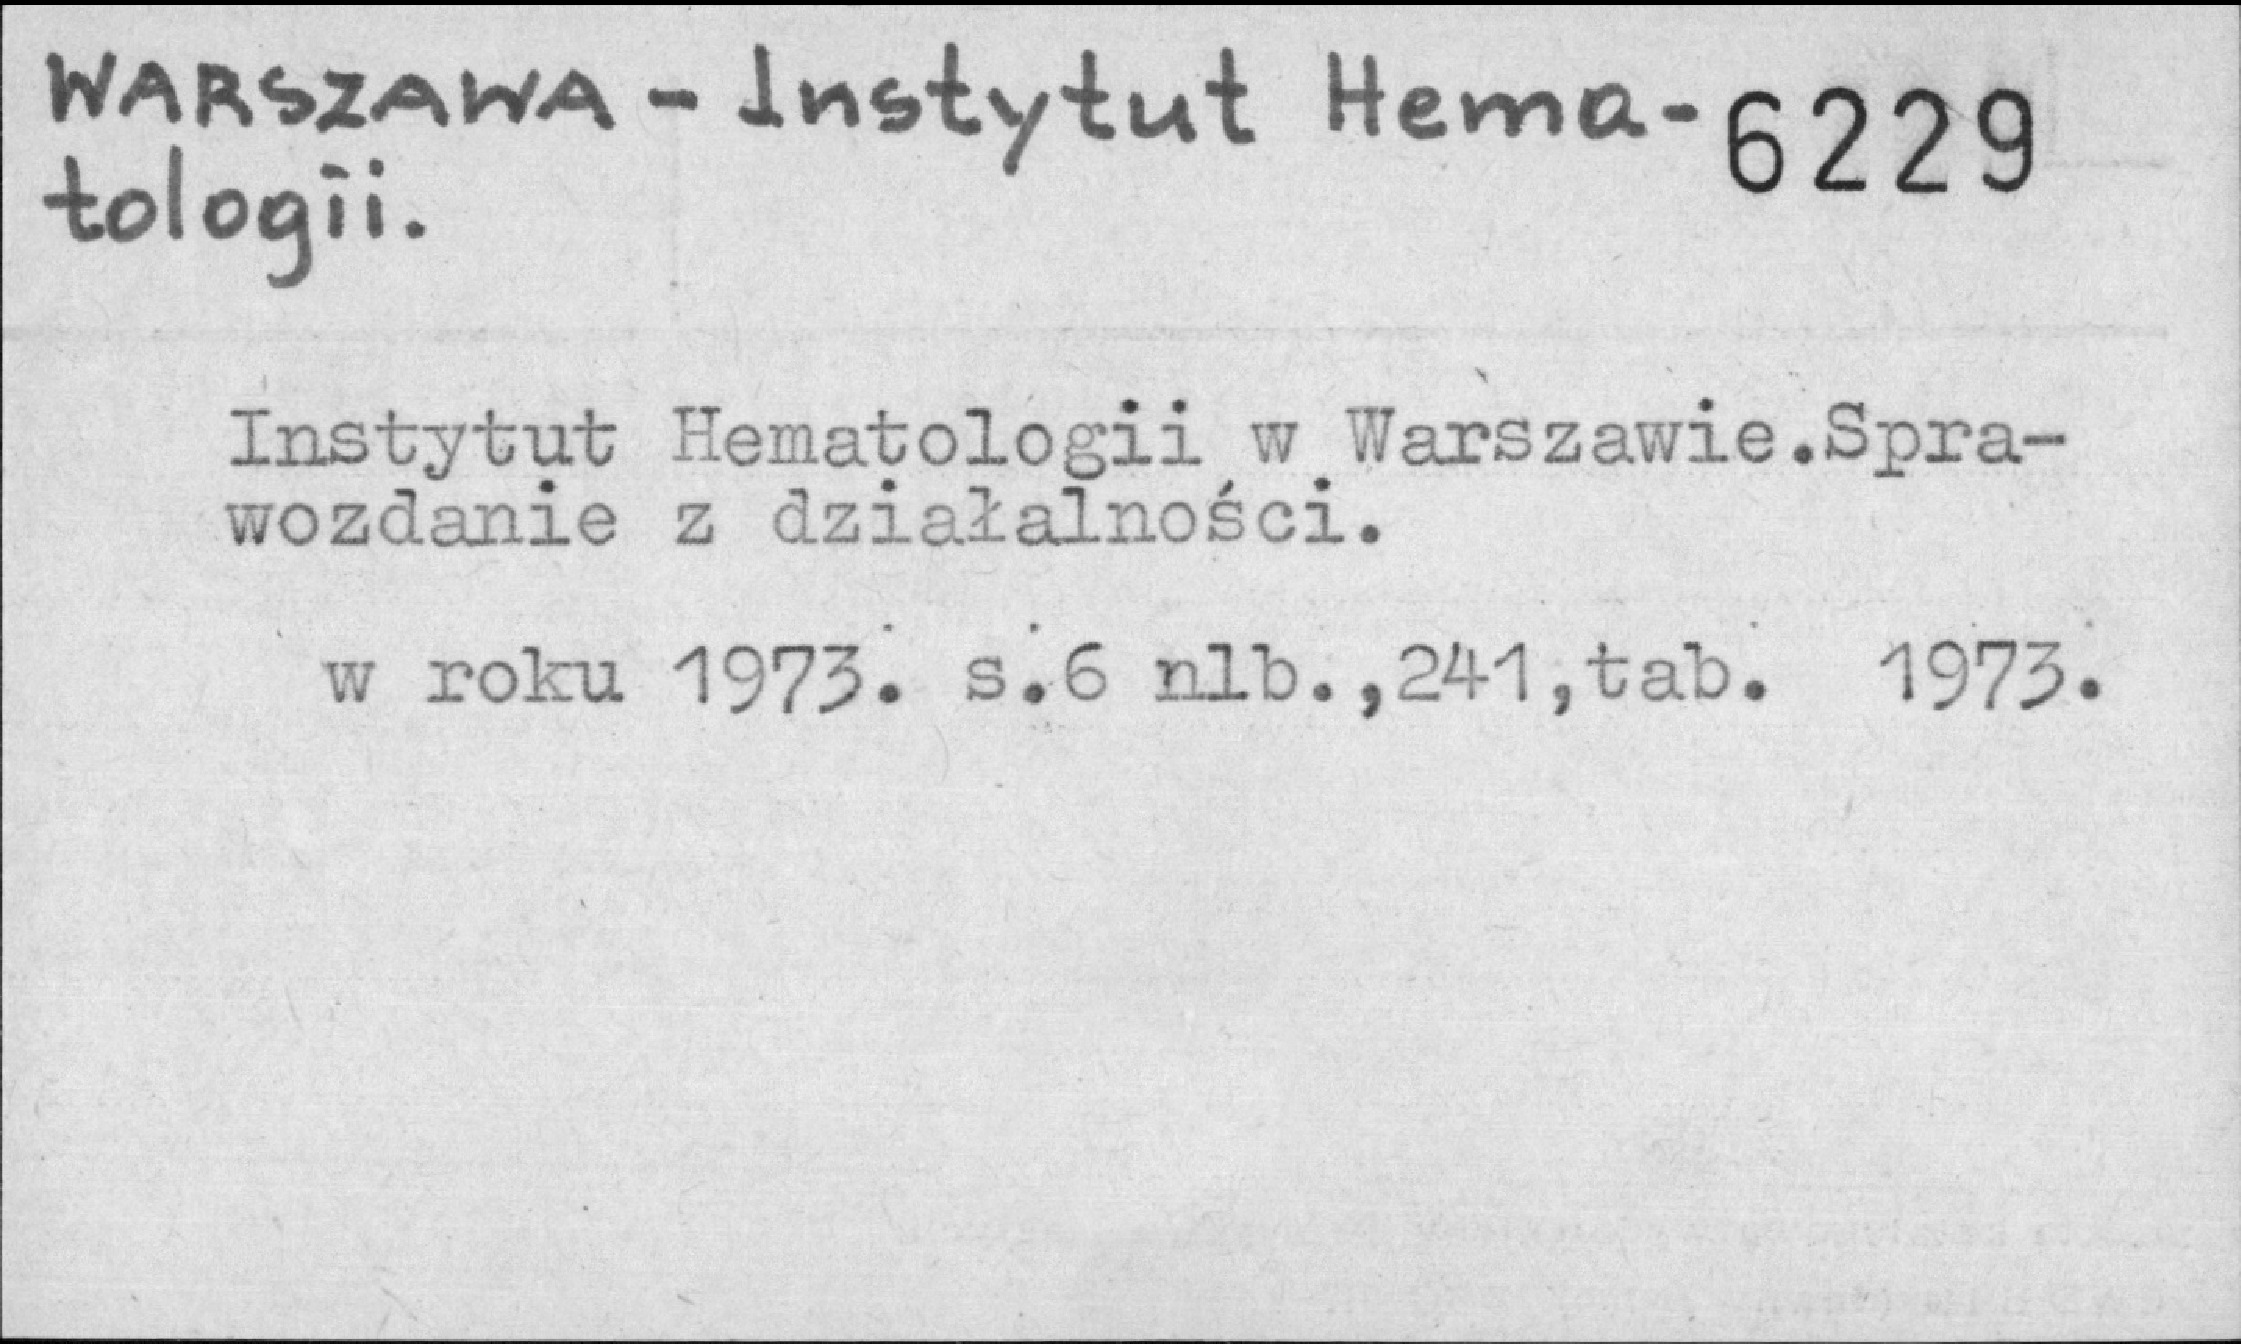 WARSZAWA - Instytut Hema- 6229
tologii.
Instytut Hematologii w Warszawie.Spra-
wozdanie z działalności.
w roku 1973. s.6 nlb.,241,tab. 1973.